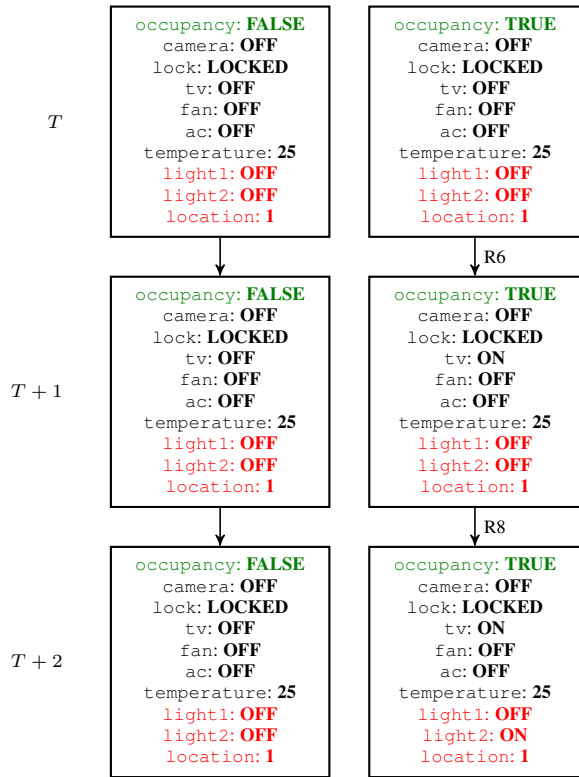 T
occupancy: FALSE
camera: OFF
lock: LOCKED
tv: OFF
fan: OFF
ac: OFF
temperature: 25
light1: OFF
light2: OFF
location: 1
occupancy: TRUE
camera: OFF
lock: LOCKED
tv: OFF
fan: OFF
ac: OFF
temperature: 25
light1: OFF
light2: OFF
location: 1
R6
T + 1
occupancy: FALSE
camera: OFF
lock: LOCKED
tv: OFF
fan: OFF
ac: OFF
temperature: 25
light1: OFF
light2: OFF
location: 1
occupancy: TRUE
camera: OFF
lock: LOCKED
tv: ON
fan: OFF
ac: OFF
temperature: 25
light1: OFF
light2: OFF
location: 1
R8
T + 2
occupancy: FALSE
camera: OFF
lock: LOCKED
tv: OFF
fan: OFF
ac: OFF
temperature: 25
light1: OFF
light2: OFF
location: 1
occupancy: TRUE
camera: OFF
lock: LOCKED
tv: ON
fan: OFF
ac: OFF
temperature: 25
light1: OFF
light2: ON
location: 1